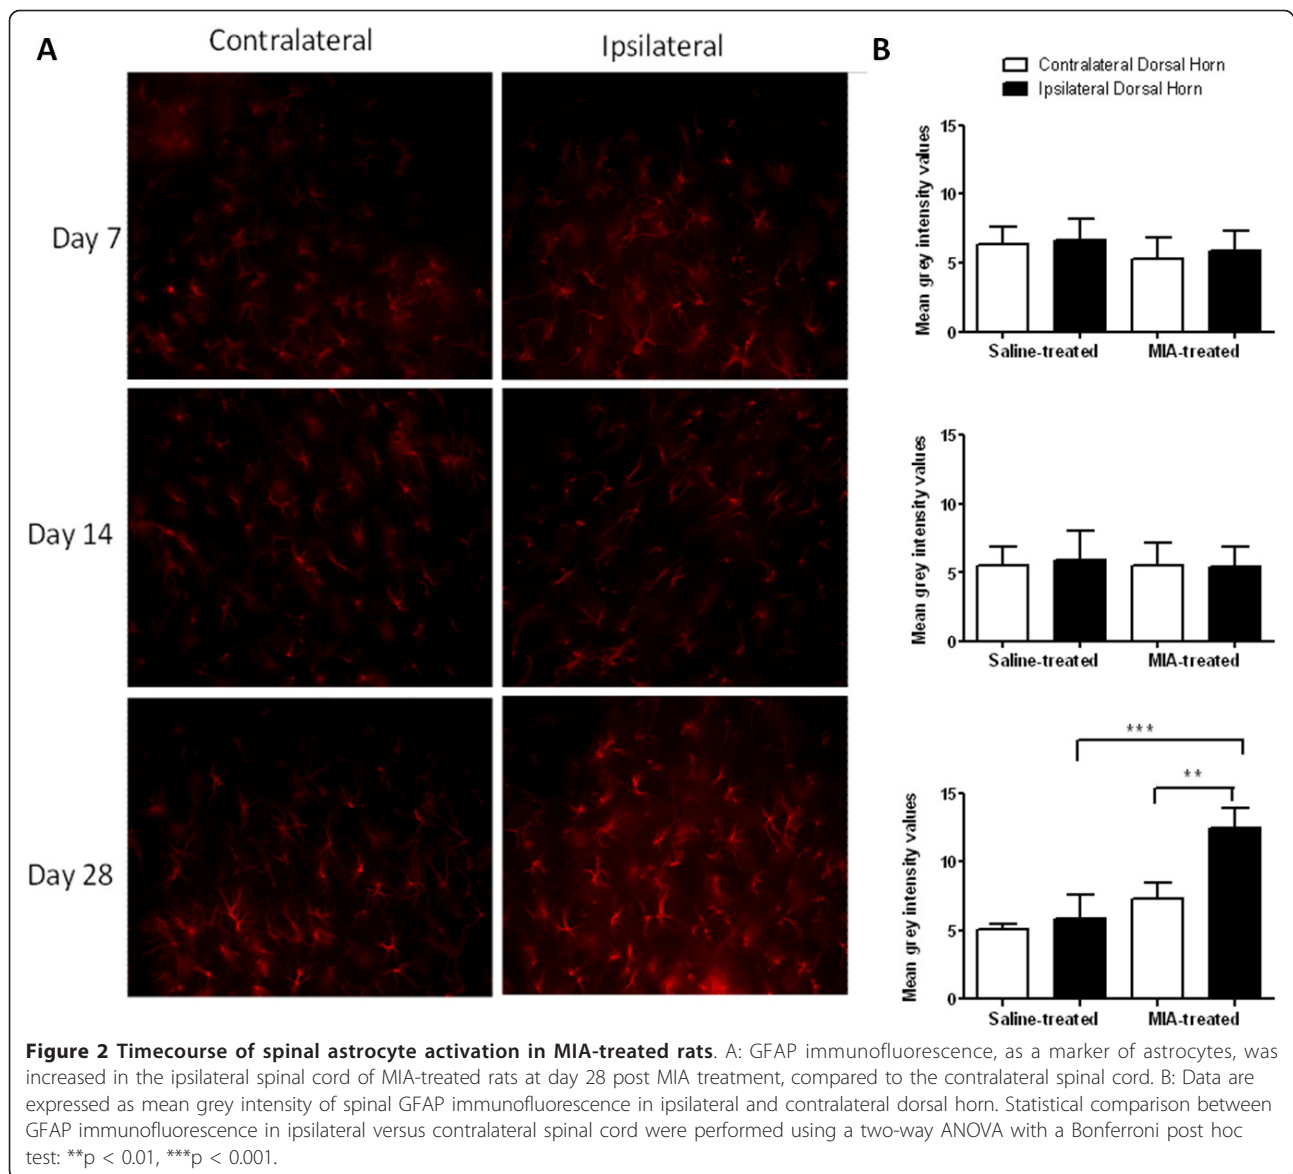 A
Contralateral
Ipsilateral
Day 7
Day 14
Day 28
B
Contralateral Dorsal Horn
Ipsilateral Dorsal Horn
Mean grey intensity values
15
10
5
0
Saline-treated MIA-treated
Mean grey intensity values
15
10
5
0
Saline-treated MIA-treated
***
**
Mean grey intensity values
15
10
5
0
Saline-treated MIA-treated
Figure 2 Timecourse of spinal astrocyte activation in MIA-treated rats. A: GFAP immunofluorescence, as a marker of astrocytes, was
increased in the ipsilateral spinal cord of MIA-treated rats at day 28 post MIA treatment, compared to the contralateral spinal cord. B: Data are
expressed as mean grey intensity of spinal GFAP immunofluorescence in ipsilateral and contralateral dorsal horn. Statistical comparison between
GFAP immunofluorescence in ipsilateral versus contralateral spinal cord were performed using a two-way ANOVA with a Bonferroni post hoc
test: **p < 0.01, ***p < 0.001.